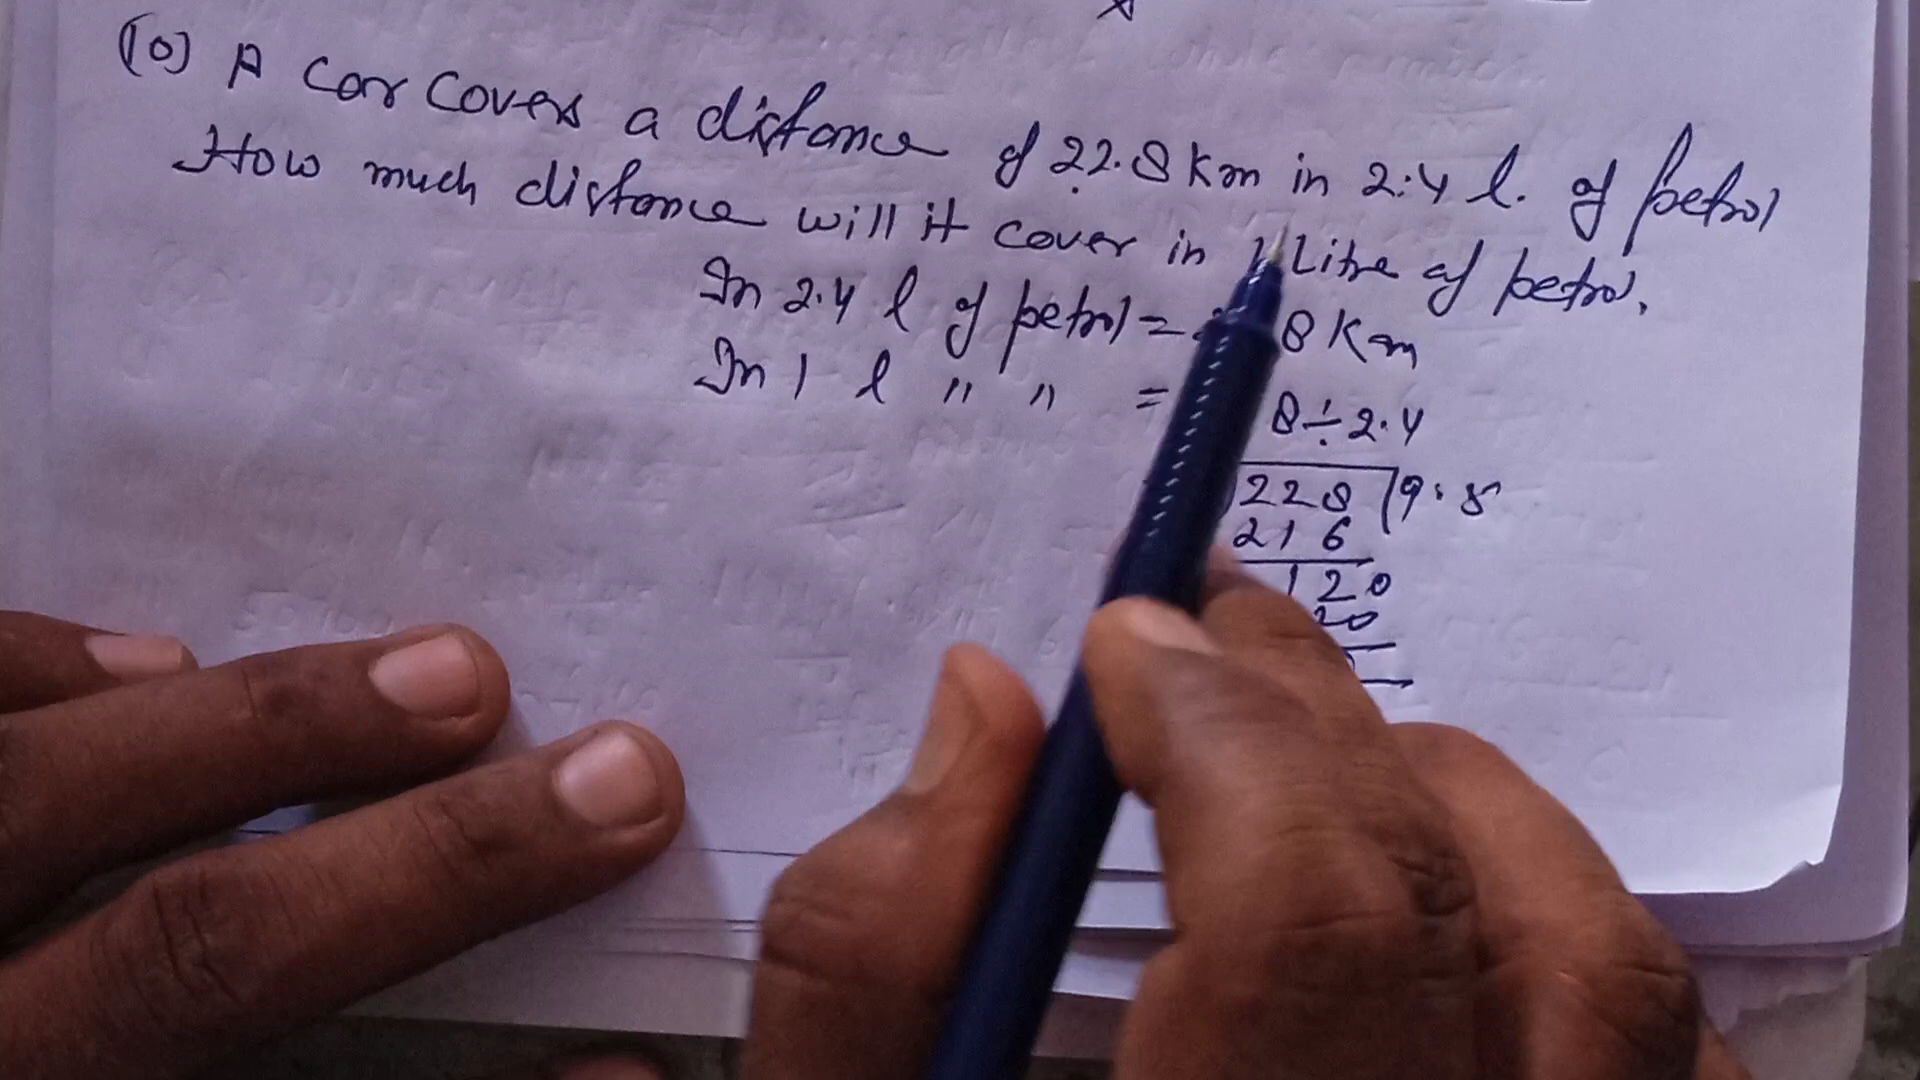 (10) A car covers a distance of 22.8 km in 2.4 l. of petrol
How much distance will it cover in 1 Litre of petrol.
In 2.4 l of petrol = 8 Km
In 1 l " " = 8 ÷ 2.4
228 9.5
216
120
20